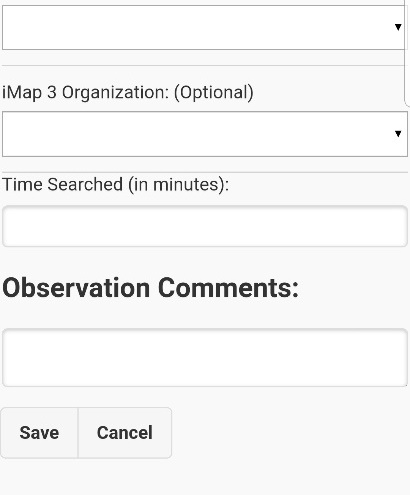 iMap 3 Organization: (Optional)
Time Searched (in minutes):
Observation Comments:
Save Cancel